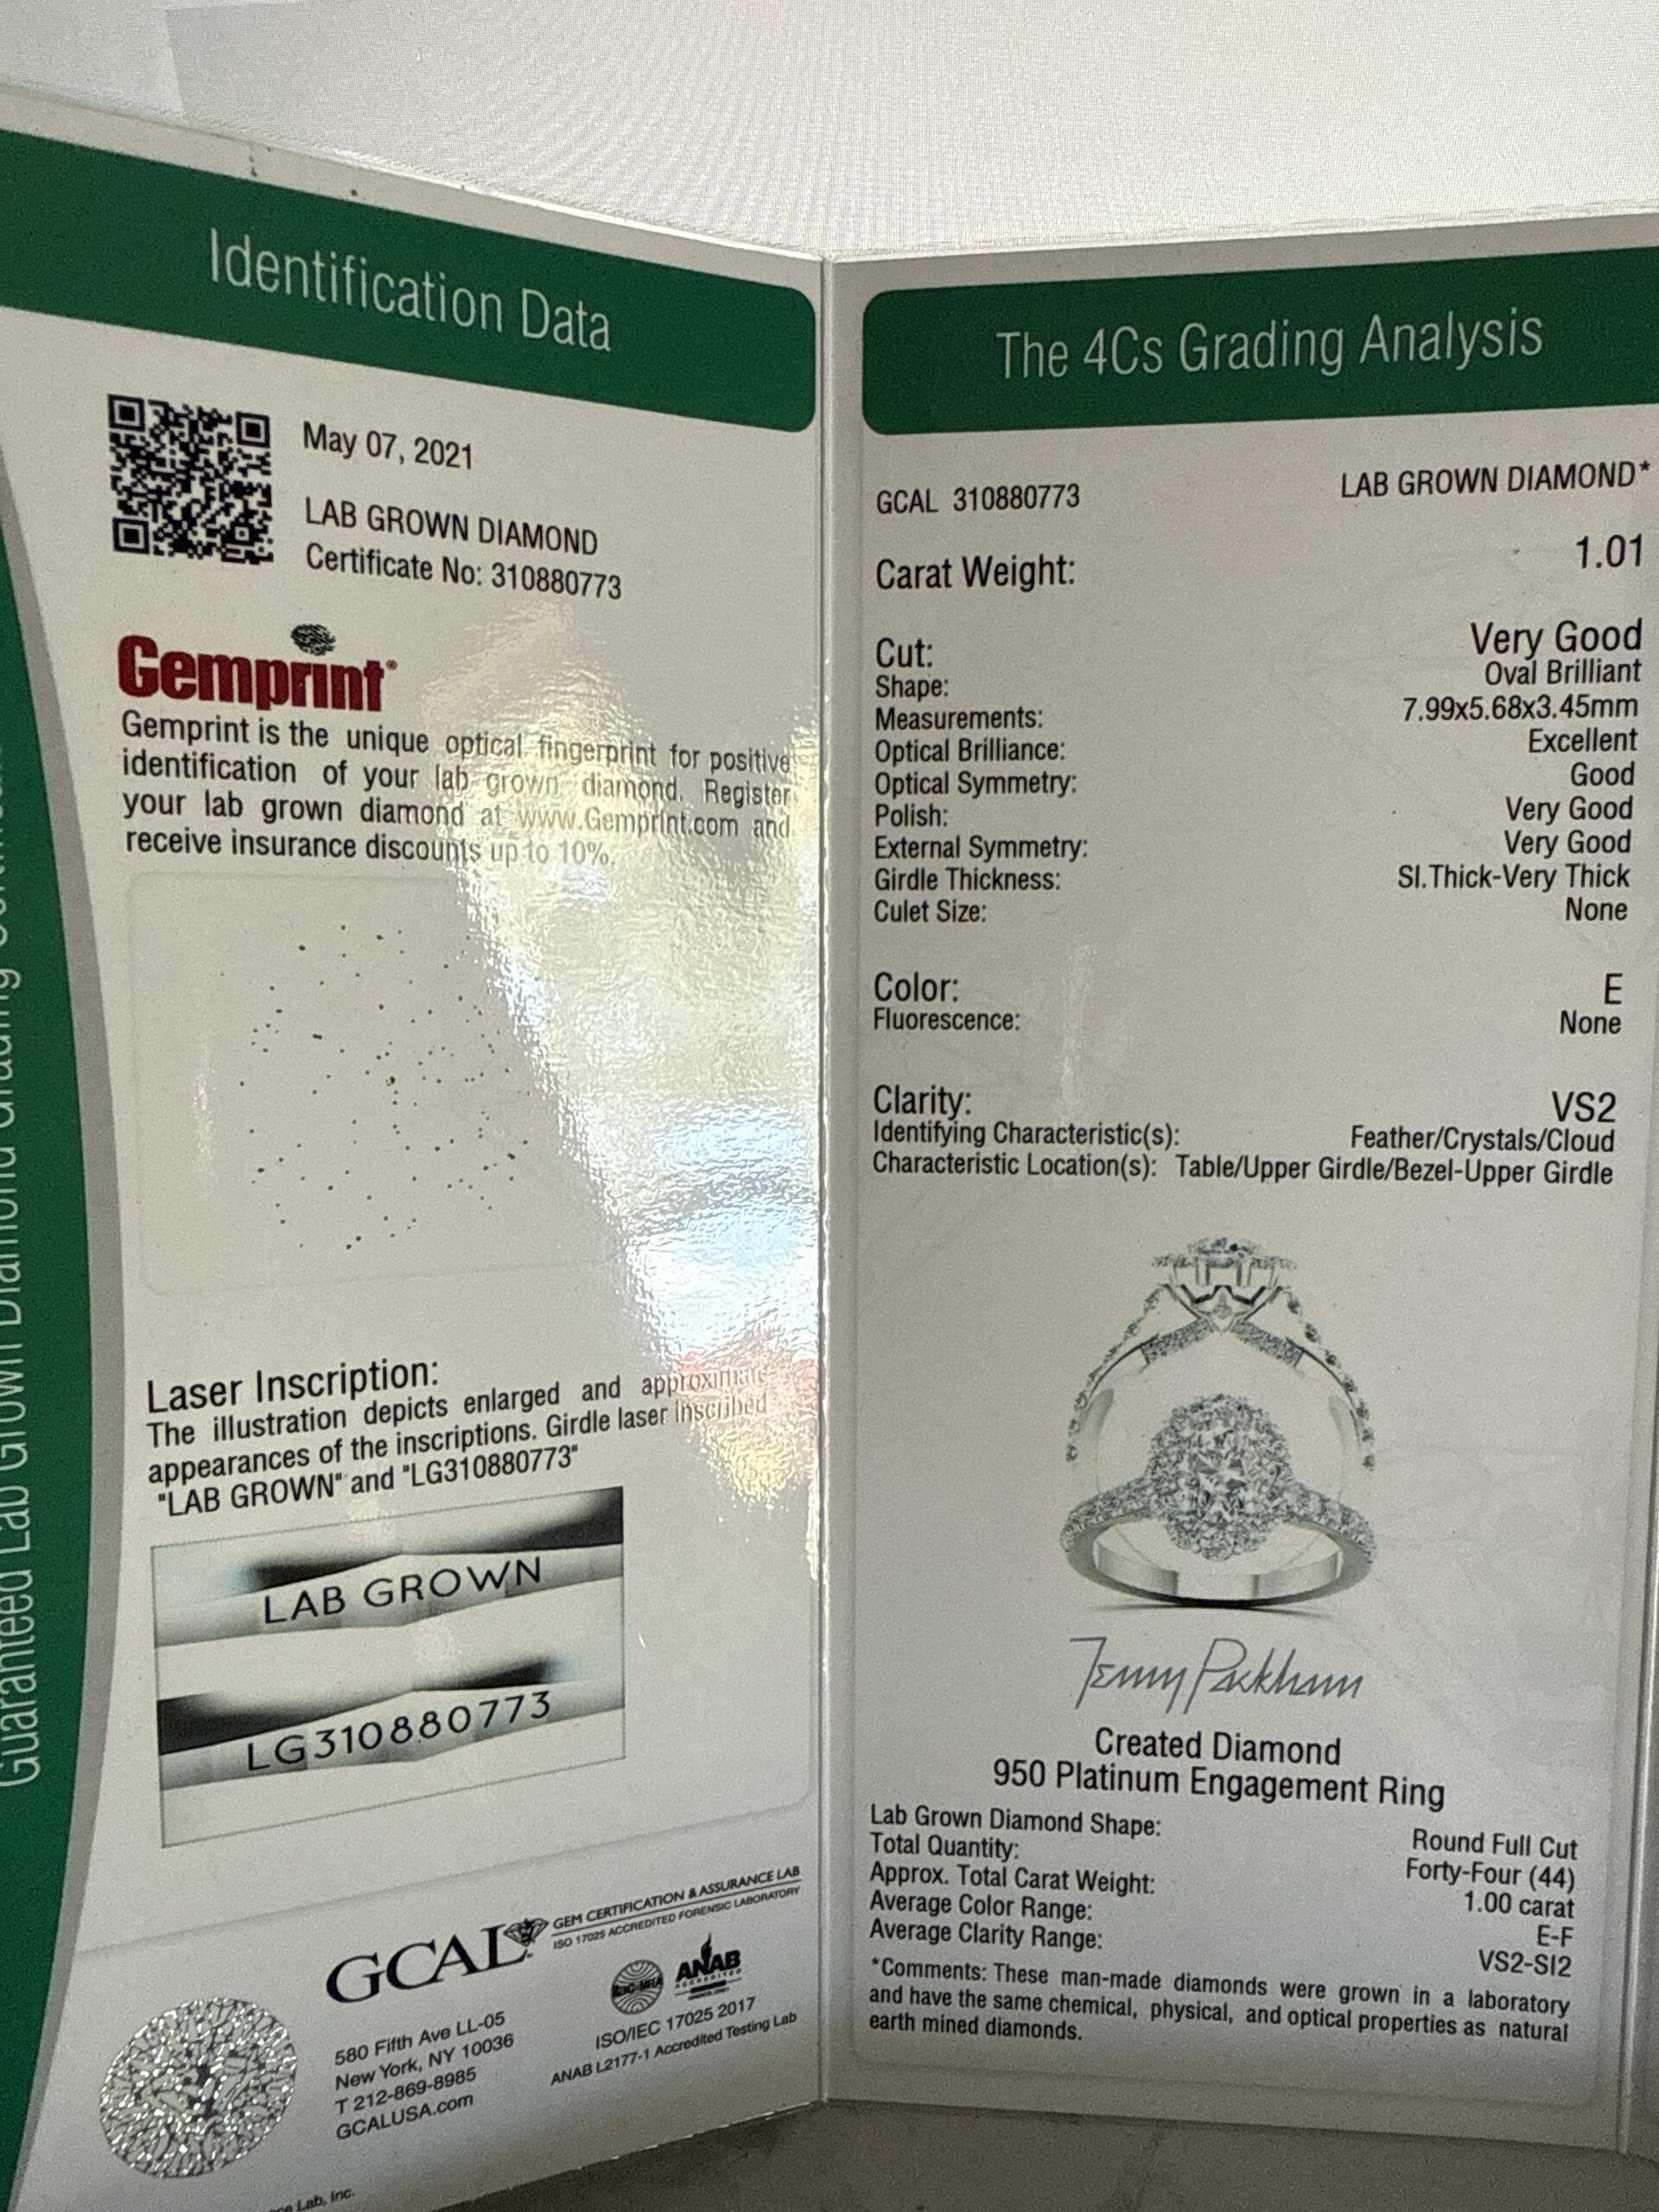 Identification Data
May 07, 2021
LAB GROWN DIAMOND
Certificate No: 310880773
Gemprint®
Gemprint is the unique optical fingerprint for positive
identification of your lab grown diamond. Register
your lab grown diamond at www.Gemprint.com and
receive insurance discounts up to 10%.
Laser Inscription:
The illustration depicts enlarged and approximate
appearances of the inscriptions. Girdle laser inscribed
"LAB GROWN" and "LG310880773"
LAB GROWN
LG310880773
GCAL
GEM CERTIFICATION & ASSURANCE LAB
ISO 17025 ACCREDITED FORENSIC LABORATORY
580 Fifth Ave LL-05
New York, NY 10036
T 212-869-8985
GCALUSA.com
ilac-MRA
ANAB
ACCREDITED
ISO/IEC 17025 2017
ANAB L2177-1 Accredited Testing Lab
Lab, Inc.
Guaranteed Lab Grown Diamond Grading
The 4Cs Grading Analysis
GCAL 310880773 LAB GROWN DIAMOND*
Carat Weight: 1.01
Cut: Very Good
Shape: Oval Brilliant
Measurements: 7.99x5.68x3.45mm
Optical Brilliance: Excellent
Optical Symmetry: Good
Polish: Very Good
External Symmetry: Very Good
Girdle Thickness: Sl.Thick-Very Thick
Culet Size: None
Color: E
Fluorescence: None
Clarity: VS2
Identifying Characteristic(s): Feather/Crystals/Cloud
Characteristic Location(s): Table/Upper Girdle/Bezel-Upper Girdle
Jenny Packham
Created Diamond
950 Platinum Engagement Ring
Lab Grown Diamond Shape: Round Full Cut
Total Quantity: Forty-Four (44)
Approx. Total Carat Weight: 1.00 carat
Average Color Range: E-F
Average Clarity Range: VS2-SI2
*Comments: These man-made diamonds were grown in a laboratory
and have the same chemical, physical, and optical properties as natural
earth mined diamonds.